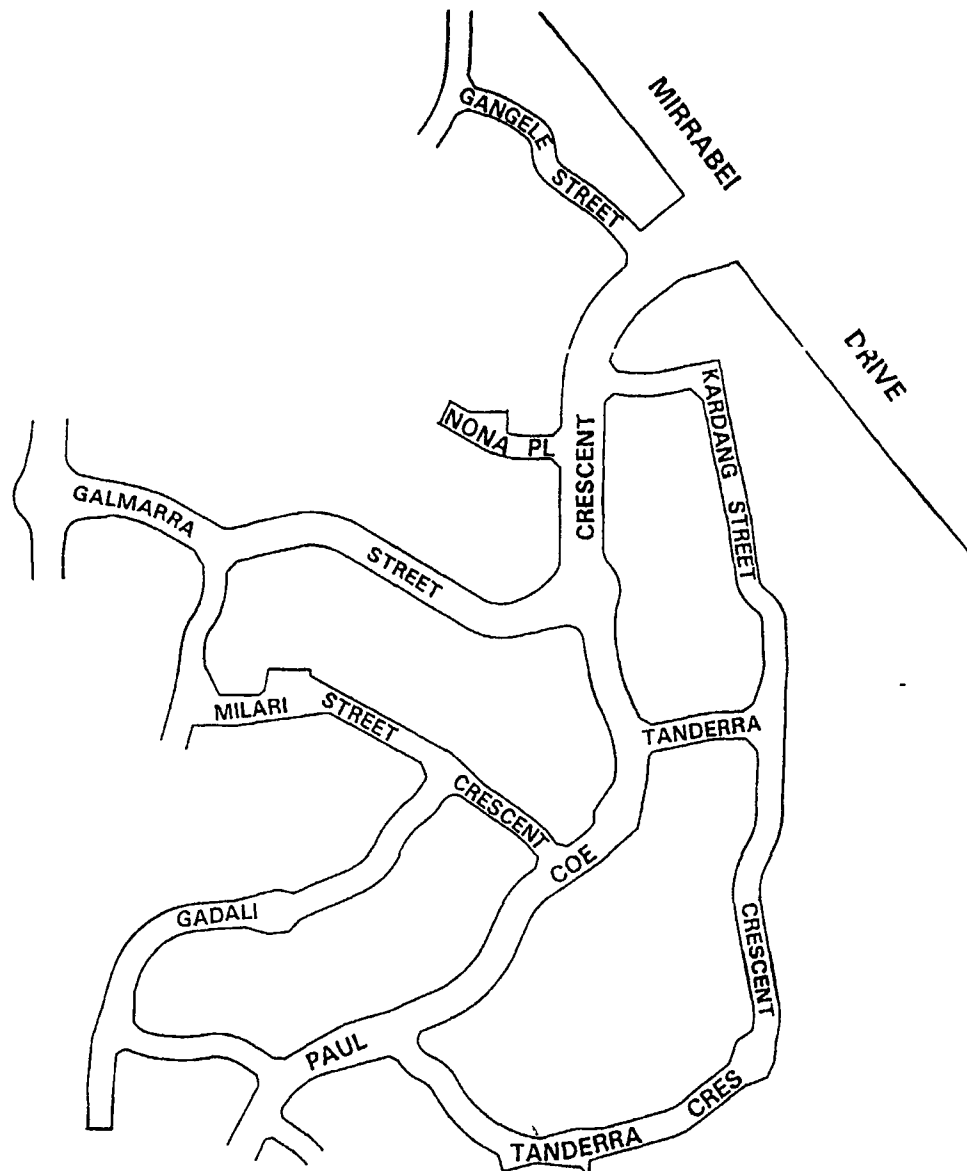 GANGELE
STREET
MIRRABEI
DRIVE
NONA PL
CRESCENT
KARDANG STREET
GALMARRA
STREET
MILARI
STREET
TANDERRA
CRESCENT
COE
GADALI
CRESCENT
PAUL
CRES
TANDERRA